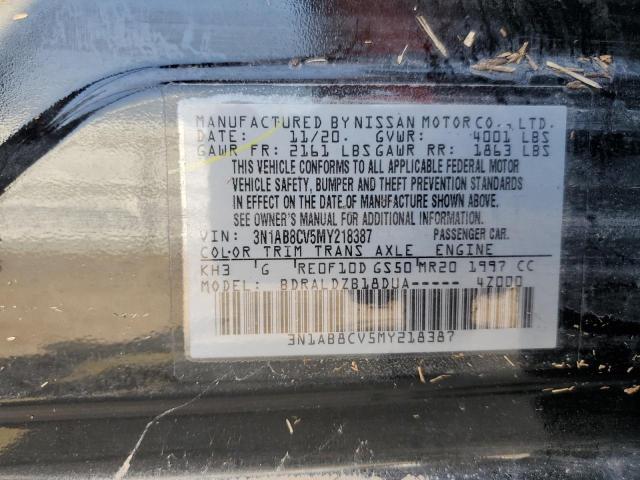 MANUFACTURED BY NISSAN MOTOR CO., LTD.
DATE: 11/20. GVWR: 4001 LBS
GAWR FR: 2161 LBS GAWR RR: 1863 LBS
THIS VEHICLE CONFORMS TO ALL APPLICABLE FEDERAL MOTOR
VEHICLE SAFETY, BUMPER AND THEFT PREVENTION STANDARDS
IN EFFECT ON THE DATE OF MANUFACTURE SHOWN ABOVE.
SEE OWNER'S MANUAL FOR ADDITIONAL INFORMATION.
VIN: 3N1AB8CV5MY218387 PASSENGER CAR.
COLOR TRIM TRANS AXLE ENGINE
KH3 G RE0F10D GS50 MR20 1997 CC
MODEL: BDRALDZB18DUA----- 4Z000
3N1AB8CV5MY218387